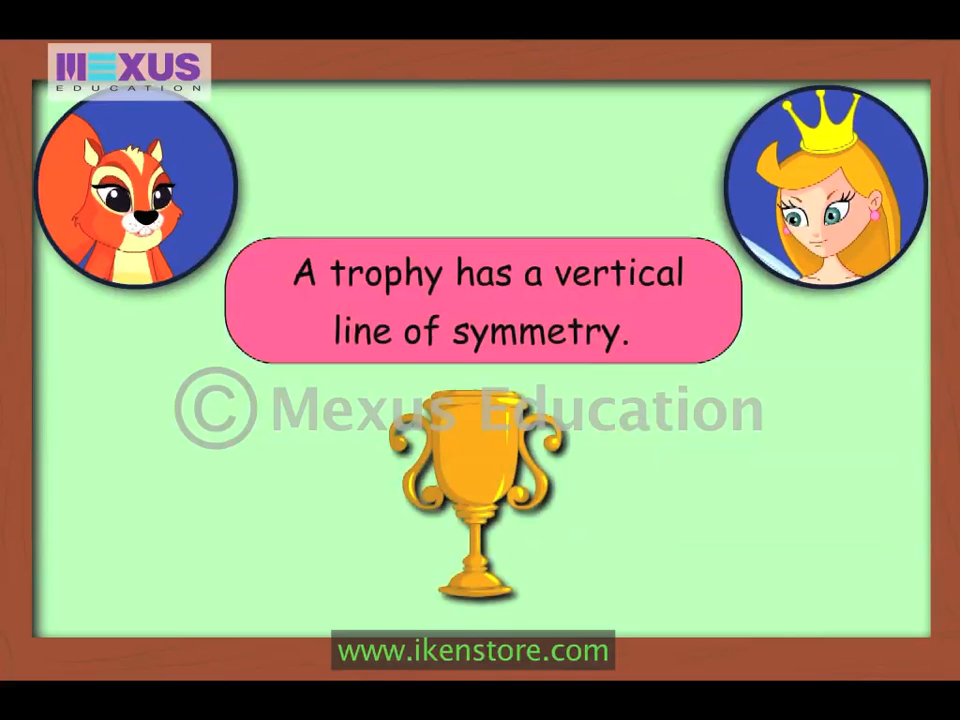 MEXUS
EDUCATION
A trophy has a vertical
line of symmetry.
© Mexus Education
www.ikenstore.com